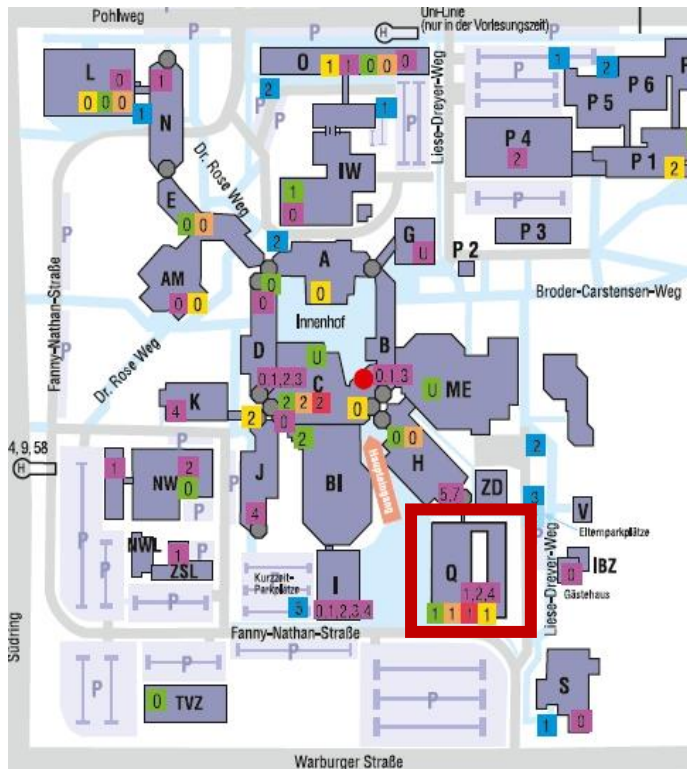 Pohlweg
Uni-Linie
(nur in der Vorlesungszeit)
H
P
P
P
L
0
1
0 0 0
1
N
O
1 1 0 0 0
2
1
P
P
Liese-Dreyer-Weg
1
2
P
P 6
P 5
P 4
2
P 1
2
P
P 3
P 2
Dr. Rose Weg
IW
1
0
E
0 0
2
A
G
U
AM
0 0
0
0
0
Innenhof
Broder-Carstensen-Weg
P
Fanny-Nathan-Straße
P
Dr. Rose Weg
D
U
B
0,1,2,3
C
0,1,3
U
ME
K
4
2
2 2 2
0
0
0 0
2
H
Haupteingang
4, 9, 58
H
1
NW
2
0
J
4
BI
5,7
ZD
2
3
V
Elternparkplätze
NWL
1
ZSL
P
P
P
P
P
Kurzzeit-
Parkplätze
5
I
0,1,2,3,4
Q
1,2,4
1 1 1 1
IBZ
0
Gästehaus
Liese-Dreyer-Weg
Fanny-Nathan-Straße
Südring
P
P
P
P
0
TVZ
P
S
1
0
Warburger Straße